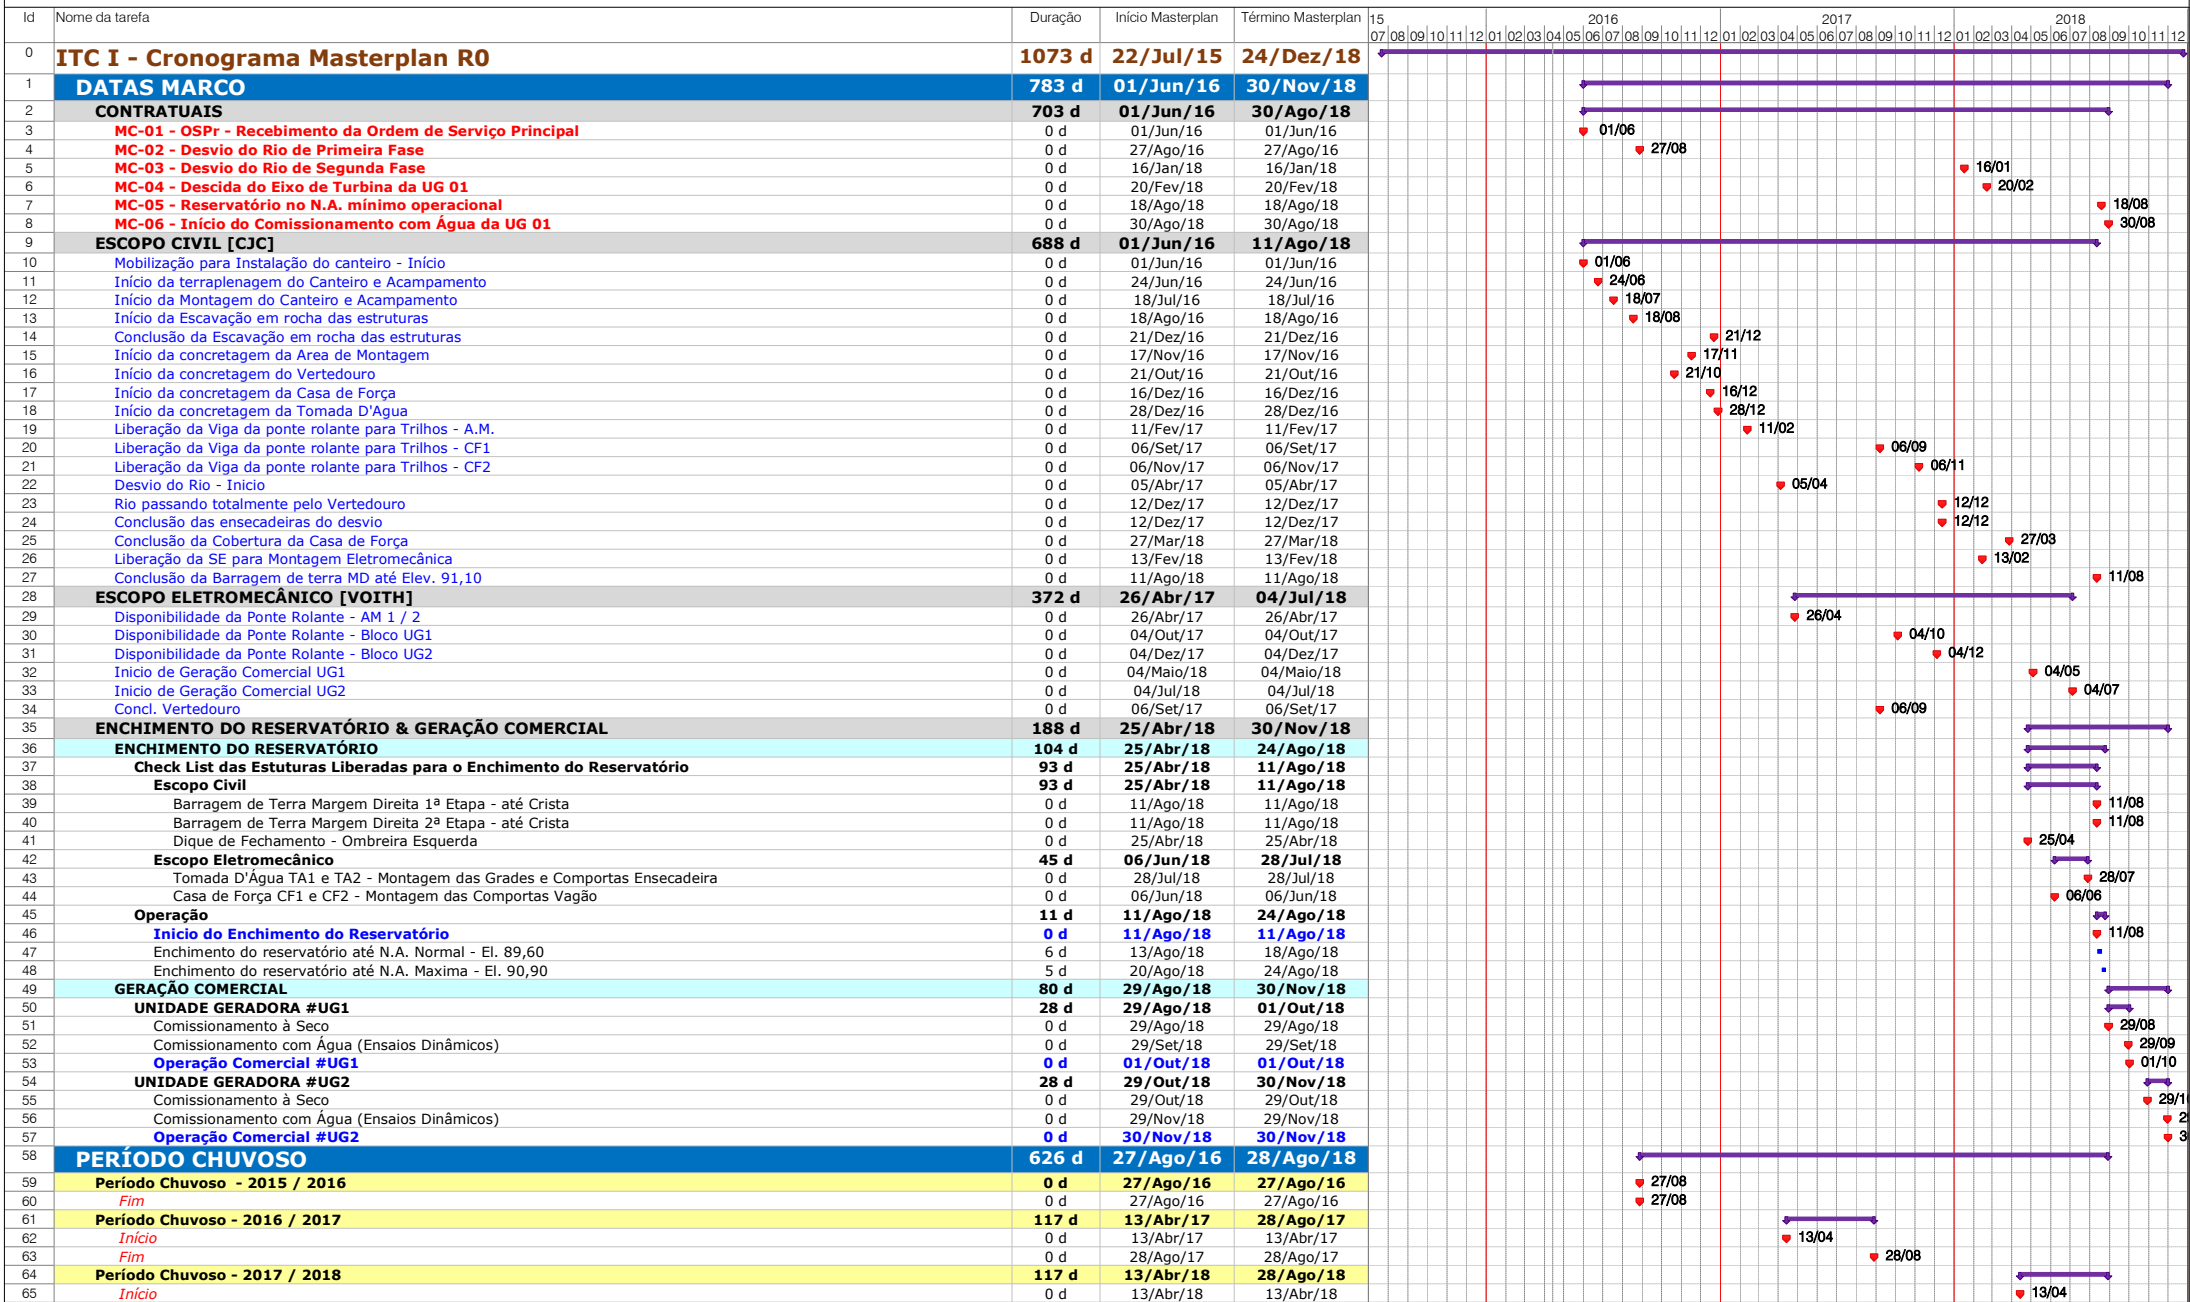 Id Nome da tarefa Duração Início Masterplan Término Masterplan 15 2016 2017 2018
07 08 09 10 11 12 01 02 03 04 05 06 07 08 09 10 11 12 01 02 03 04 05 06 07 08 09 10 11 12 01 02 03 04 05 06 07 08 09 10 11 12
0 ITC I - Cronograma Masterplan R0 1073 d 22/Jul/15 24/Dez/18
1 DATAS MARCO 783 d 01/Jun/16 30/Nov/18
2 CONTRATUAIS 703 d 01/Jun/16 30/Ago/18
3 MC-01 - OSPr - Recebimento da Ordem de Serviço Principal 0 d 01/Jun/16 01/Jun/16 01/06
4 MC-02 - Desvio do Rio de Primeira Fase 0 d 27/Ago/16 27/Ago/16 27/08
5 MC-03 - Desvio do Rio de Segunda Fase 0 d 16/Jan/18 16/Jan/18 16/01
6 MC-04 - Descida do Eixo de Turbina da UG 01 0 d 20/Fev/18 20/Fev/18 20/02
7 MC-05 - Reservatório no N.A. mínimo operacional 0 d 18/Ago/18 18/Ago/18 18/08
8 MC-06 - Início do Comissionamento com Água da UG 01 0 d 30/Ago/18 30/Ago/18 30/08
9 ESCOPO CIVIL [CJC] 688 d 01/Jun/16 11/Ago/18
10 Mobilização para Instalação do canteiro - Início 0 d 01/Jun/16 01/Jun/16 01/06
11 Início da terraplenagem do Canteiro e Acampamento 0 d 24/Jun/16 24/Jun/16 24/06
12 Início da Montagem do Canteiro e Acampamento 0 d 18/Jul/16 18/Jul/16 18/07
13 Início da Escavação em rocha das estruturas 0 d 18/Ago/16 18/Ago/16 18/08
14 Conclusão da Escavação em rocha das estruturas 0 d 21/Dez/16 21/Dez/16 21/12
15 Início da concretagem da Area de Montagem 0 d 17/Nov/16 17/Nov/16 17/11
16 Início da concretagem do Vertedouro 0 d 21/Out/16 21/Out/16 21/10
17 Início da concretagem da Casa de Força 0 d 16/Dez/16 16/Dez/16 16/12
18 Início da concretagem da Tomada D'Agua 0 d 28/Dez/16 28/Dez/16 28/12
19 Liberação da Viga da ponte rolante para Trilhos - A.M. 0 d 11/Fev/17 11/Fev/17 11/02
20 Liberação da Viga da ponte rolante para Trilhos - CF1 0 d 06/Set/17 06/Set/17 06/09
21 Liberação da Viga da ponte rolante para Trilhos - CF2 0 d 06/Nov/17 06/Nov/17 06/11
22 Desvio do Rio - Inicio 0 d 05/Abr/17 05/Abr/17 05/04
23 Rio passando totalmente pelo Vertedouro 0 d 12/Dez/17 12/Dez/17 12/12
24 Conclusão das ensecadeiras do desvio 0 d 12/Dez/17 12/Dez/17 12/12
25 Conclusão da Cobertura da Casa de Força 0 d 27/Mar/18 27/Mar/18 27/03
26 Liberação da SE para Montagem Eletromecânica 0 d 13/Fev/18 13/Fev/18 13/02
27 Conclusão da Barragem de terra MD até Elev. 91,10 0 d 11/Ago/18 11/Ago/18 11/08
28 ESCOPO ELETROMECÂNICO [VOITH] 372 d 26/Abr/17 04/Jul/18
29 Disponibilidade da Ponte Rolante - AM 1 / 2 0 d 26/Abr/17 26/Abr/17 26/04
30 Disponibilidade da Ponte Rolante - Bloco UG1 0 d 04/Out/17 04/Out/17 04/10
31 Disponibilidade da Ponte Rolante - Bloco UG2 0 d 04/Dez/17 04/Dez/17 04/12
32 Inicio de Geração Comercial UG1 0 d 04/Maio/18 04/Maio/18 04/05
33 Inicio de Geração Comercial UG2 0 d 04/Jul/18 04/Jul/18 04/07
34 Concl. Vertedouro 0 d 06/Set/17 06/Set/17 06/09
35 ENCHIMENTO DO RESERVATÓRIO & GERAÇÃO COMERCIAL 188 d 25/Abr/18 30/Nov/18
36 ENCHIMENTO DO RESERVATÓRIO 104 d 25/Abr/18 24/Ago/18
37 Check List das Estuturas Liberadas para o Enchimento do Reservatório 93 d 25/Abr/18 11/Ago/18
38 Escopo Civil 93 d 25/Abr/18 11/Ago/18
39 Barragem de Terra Margem Direita 1ª Etapa - até Crista 0 d 11/Ago/18 11/Ago/18 11/08
40 Barragem de Terra Margem Direita 2ª Etapa - até Crista 0 d 11/Ago/18 11/Ago/18 11/08
41 Dique de Fechamento - Ombreira Esquerda 0 d 25/Abr/18 25/Abr/18 25/04
42 Escopo Eletromecânico 45 d 06/Jun/18 28/Jul/18
43 Tomada D'Água TA1 e TA2 - Montagem das Grades e Comportas Ensecadeira 0 d 28/Jul/18 28/Jul/18 28/07
44 Casa de Força CF1 e CF2 - Montagem das Comportas Vagão 0 d 06/Jun/18 06/Jun/18 06/06
45 Operação 11 d 11/Ago/18 24/Ago/18
46 Inicio do Enchimento do Reservatório 0 d 11/Ago/18 11/Ago/18 11/08
47 Enchimento do reservatório até N.A. Normal - El. 89,60 6 d 13/Ago/18 18/Ago/18
48 Enchimento do reservatório até N.A. Maxima - El. 90,90 5 d 20/Ago/18 24/Ago/18
49 GERAÇÃO COMERCIAL 80 d 29/Ago/18 30/Nov/18
50 UNIDADE GERADORA #UG1 28 d 29/Ago/18 01/Out/18
51 Comissionamento à Seco 0 d 29/Ago/18 29/Ago/18 29/08
52 Comissionamento com Água (Ensaios Dinâmicos) 0 d 29/Set/18 29/Set/18 29/09
53 Operação Comercial #UG1 0 d 01/Out/18 01/Out/18 01/10
54 UNIDADE GERADORA #UG2 28 d 29/Out/18 30/Nov/18
55 Comissionamento à Seco 0 d 29/Out/18 29/Out/18 29/1
56 Comissionamento com Água (Ensaios Dinâmicos) 0 d 29/Nov/18 29/Nov/18 2
57 Operação Comercial #UG2 0 d 30/Nov/18 30/Nov/18 3
58 PERÍODO CHUVOSO 626 d 27/Ago/16 28/Ago/18
59 Período Chuvoso - 2015 / 2016 0 d 27/Ago/16 27/Ago/16 27/08
60 Fim 0 d 27/Ago/16 27/Ago/16 27/08
61 Período Chuvoso - 2016 / 2017 117 d 13/Abr/17 28/Ago/17
62 Início 0 d 13/Abr/17 13/Abr/17 13/04
63 Fim 0 d 28/Ago/17 28/Ago/17 28/08
64 Período Chuvoso - 2017 / 2018 117 d 13/Abr/18 28/Ago/18
65 Início 0 d 13/Abr/18 13/Abr/18 13/04